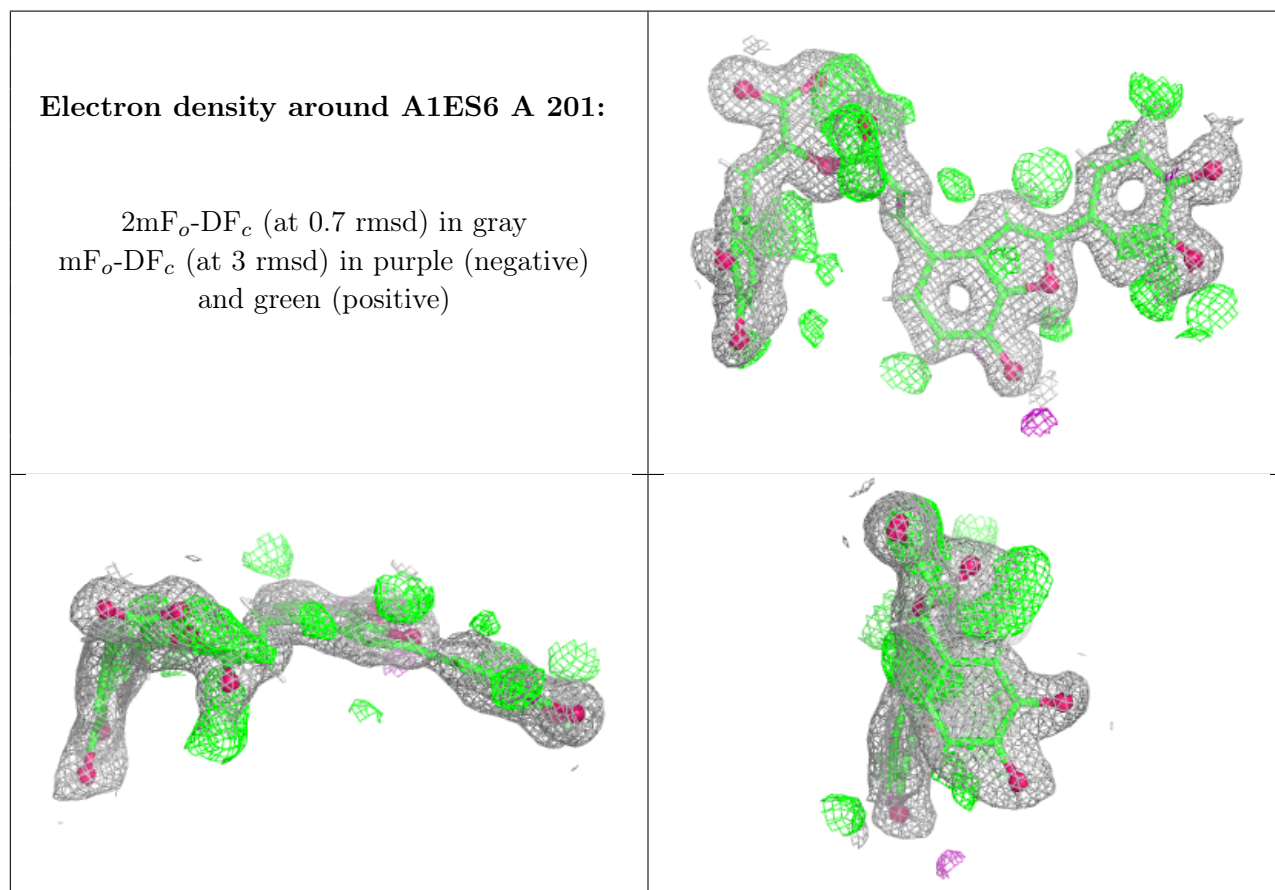 Electron density around A1ES6 A 201:
2mFo-DFc (at 0.7 rmsd) in gray
mFo-DFc (at 3 rmsd) in purple (negative)
and green (positive)